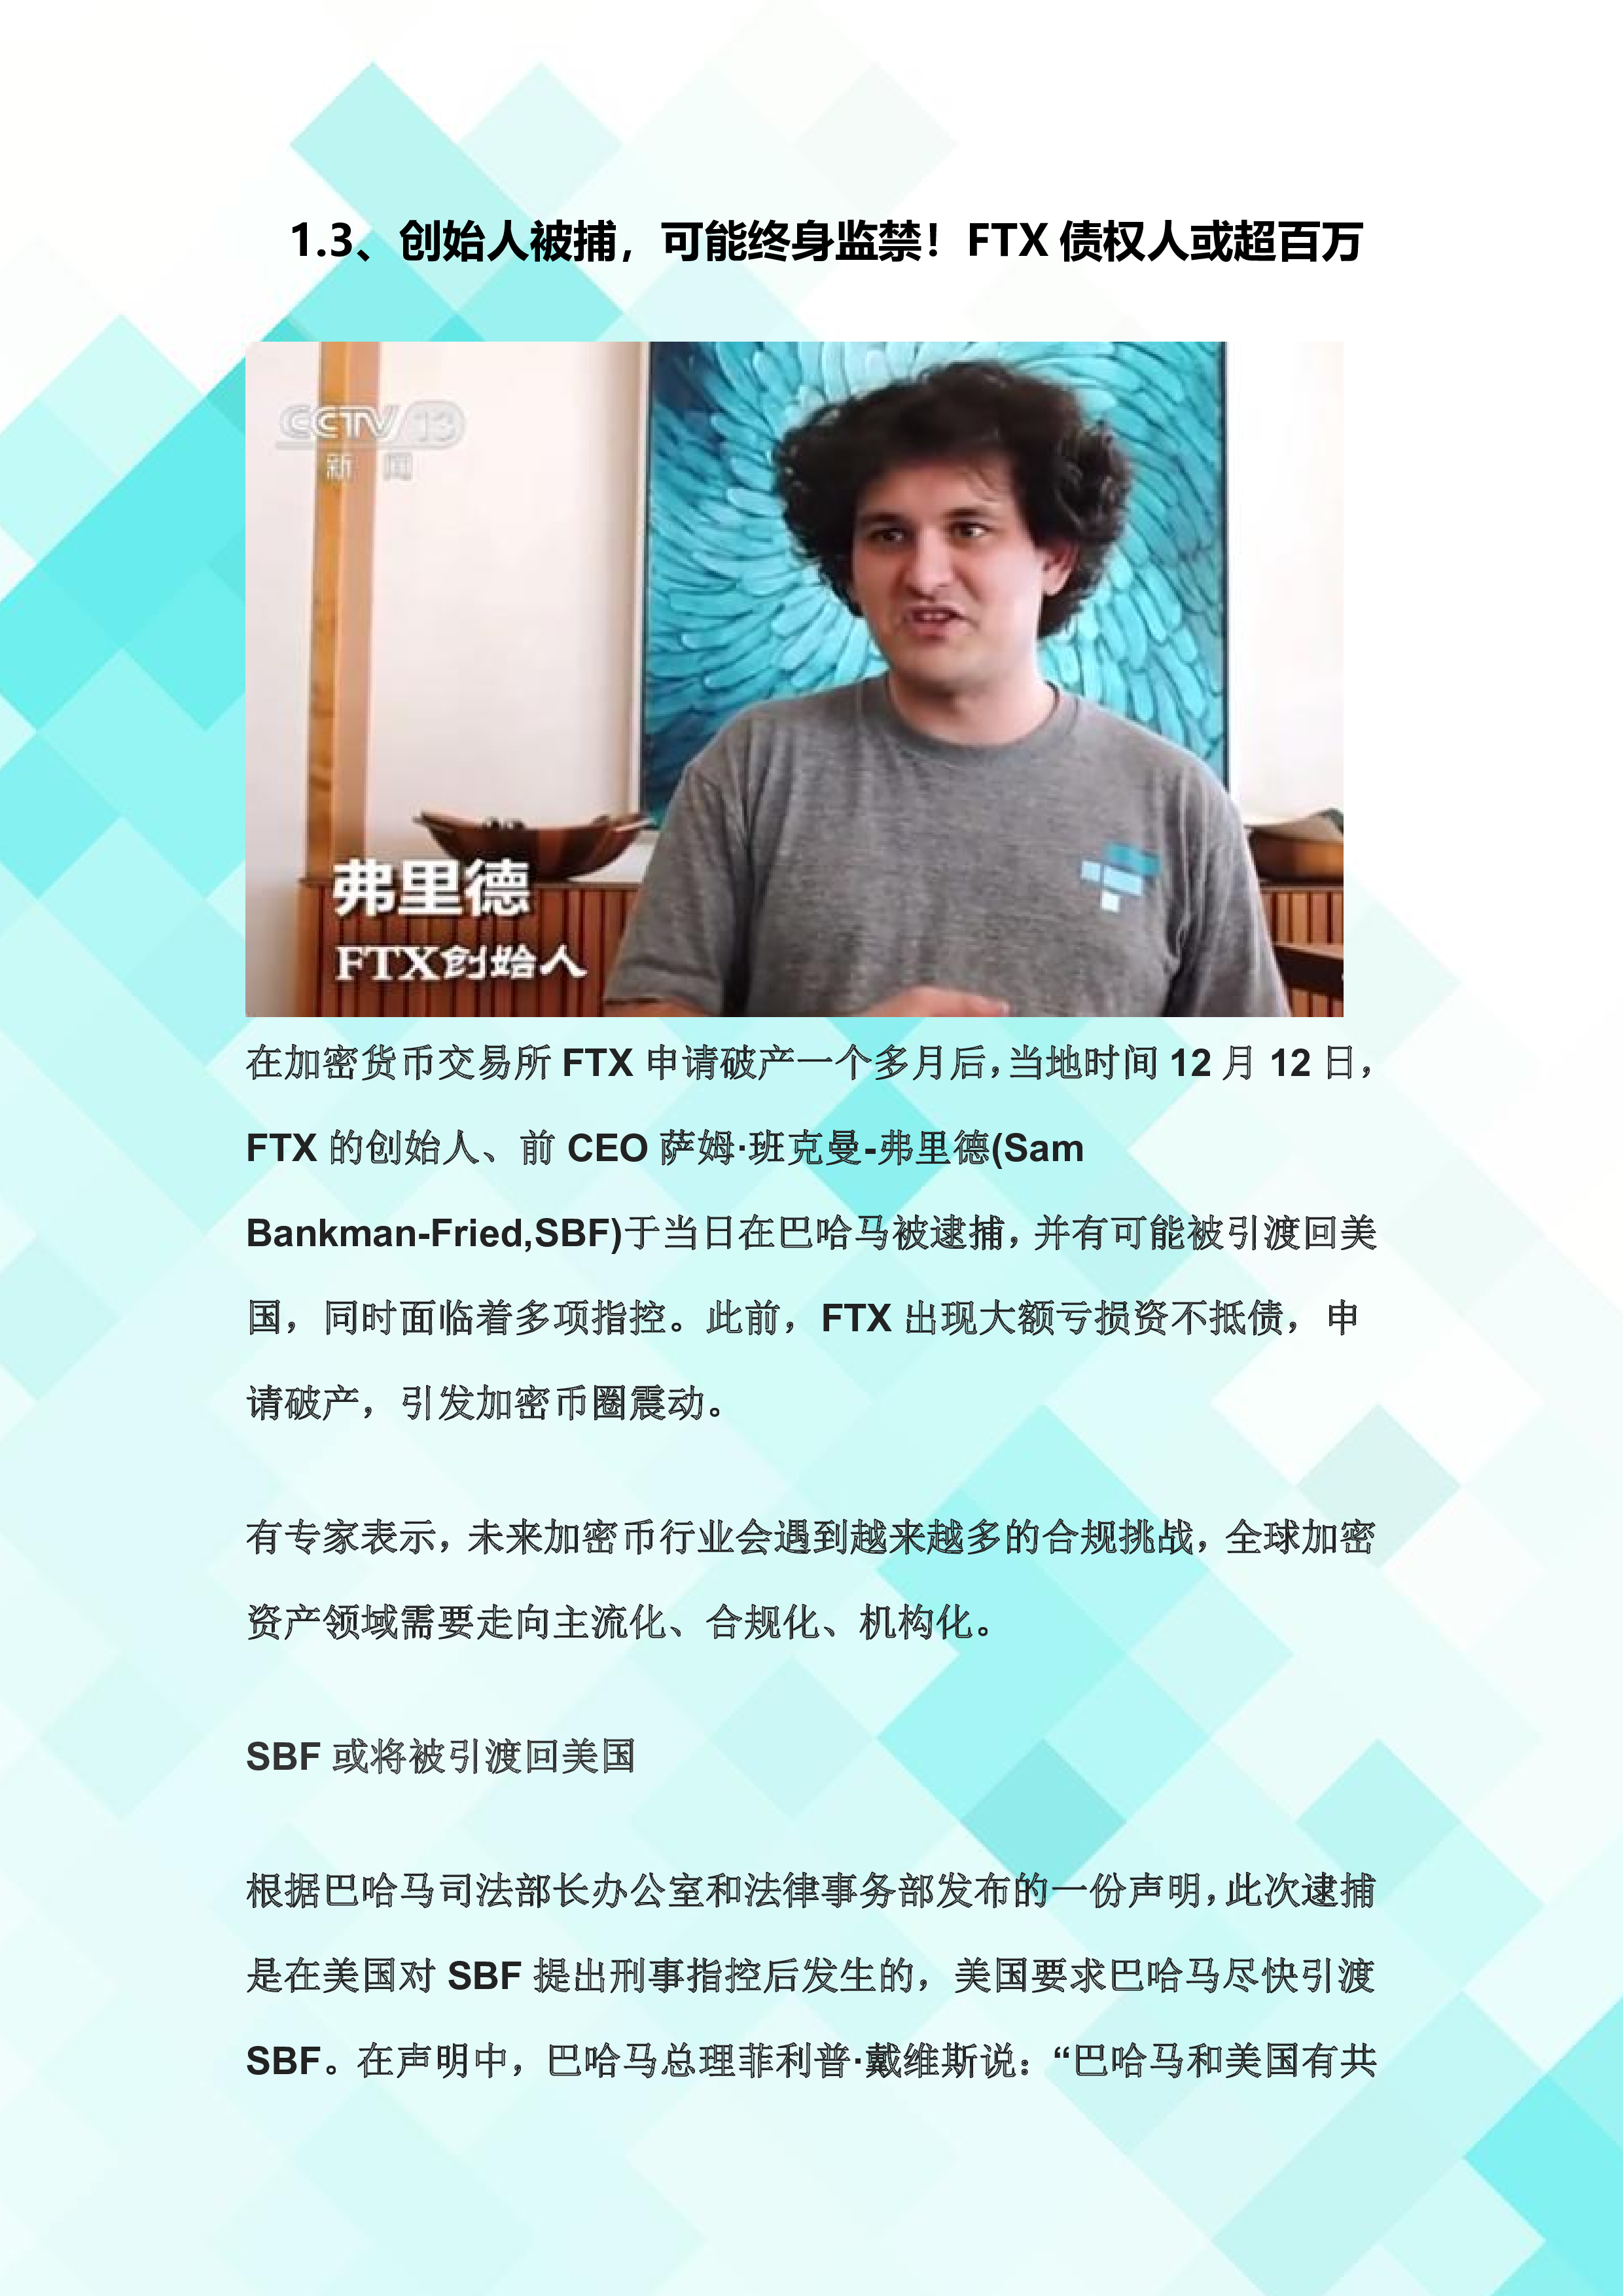 1.3、创始人被捕，可能终身监禁！FTX 债权人或超百万
CCTV 13
新 闻
弗里德
FTX创始人
在加密货币交易所 FTX 申请破产一个多月后，当地时间 12 月 12 日，
FTX 的创始人、前 CEO 萨姆·班克曼-弗里德(Sam
Bankman-Fried,SBF)于当日在巴哈马被逮捕，并有可能被引渡回美
国，同时面临着多项指控。此前，FTX 出现大额亏损资不抵债，申
请破产，引发加密币圈震动。
有专家表示，未来加密币行业会遇到越来越多的合规挑战，全球加密
资产领域需要走向主流化、合规化、机构化。
SBF 或将被引渡回美国
根据巴哈马司法部长办公室和法律事务部发布的一份声明，此次逮捕
是在美国对 SBF 提出刑事指控后发生的，美国要求巴哈马尽快引渡
SBF。在声明中，巴哈马总理菲利普·戴维斯说：“巴哈马和美国有共